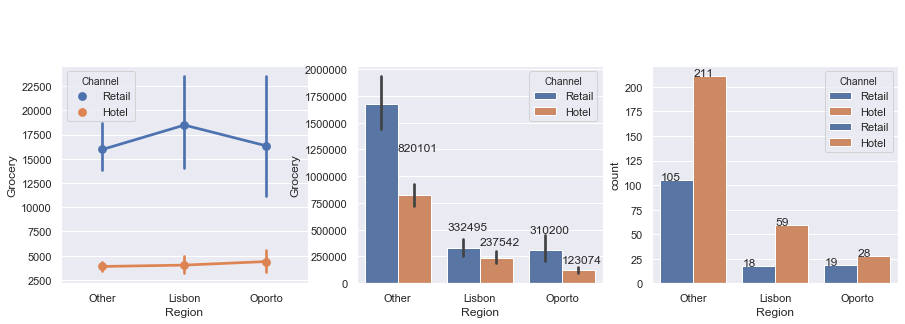 Channel
Retail
Hotel
22500
20000
17500
15000
12500
10000
7500
5000
2500
Grocery
Other
Lisbon
Oporto
Region
Channel
Retail
Hotel
2000000
1750000
1500000
1250000
1000000
750000
500000
250000
0
Grocery
820101
332495
237542
310200
123074
Other
Lisbon
Oporto
Region
Channel
Retail
Hotel
Retail
Hotel
200
175
150
125
100
75
50
25
0
count
105
211
18
59
19
28
Other
Lisbon
Oporto
Region